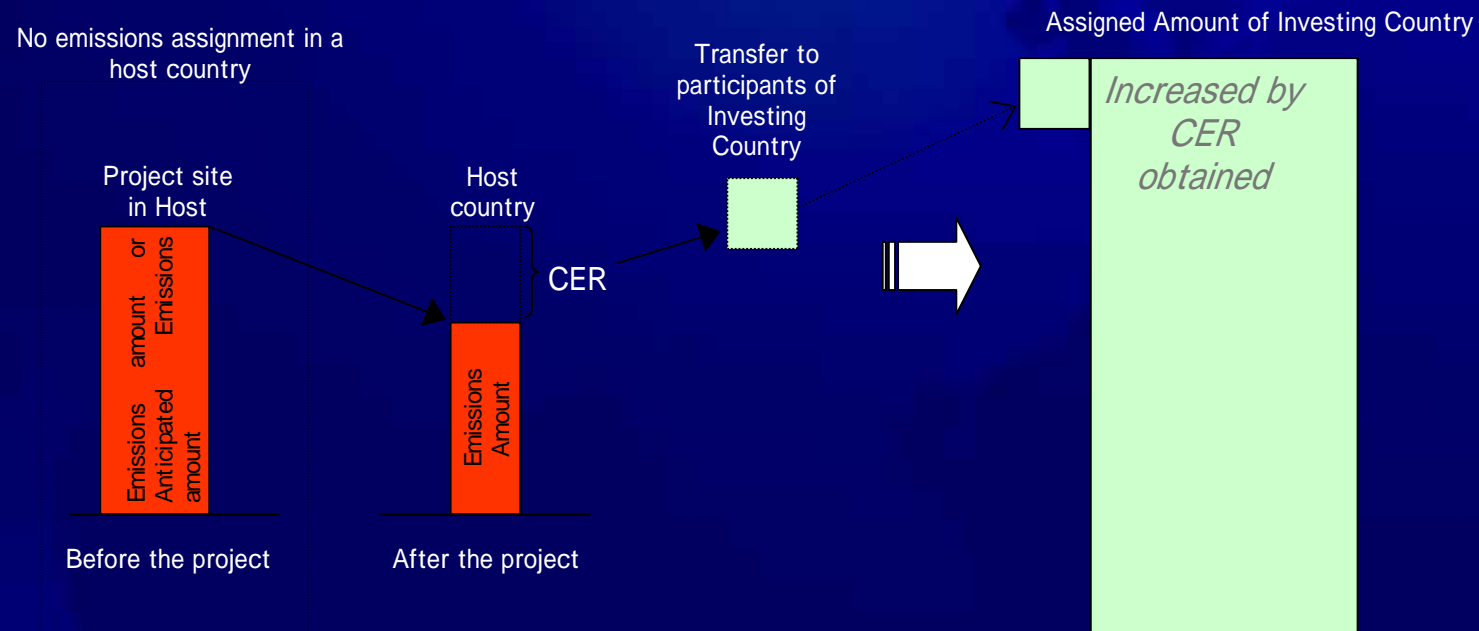 No emissions assignment in a
host country
Project site
in Host
Emissions amount or
Anticipated Emissions
amount
Before the project
Host
country
CER
Emissions
Amount
After the project
Transfer to
participants of
Investing
Country
Assigned Amount of Investing Country
Increased by
CER
obtained